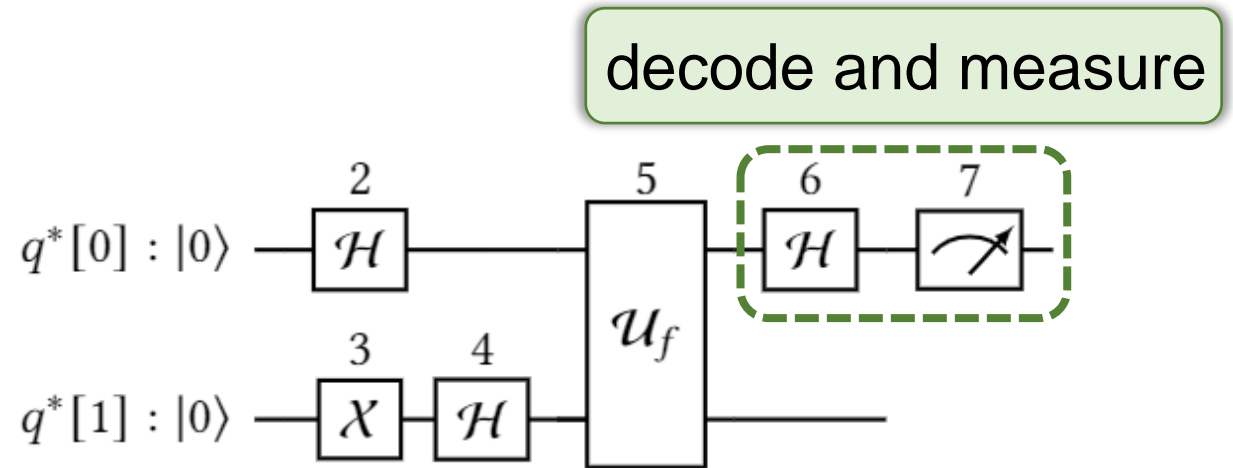 decode and measure
2 5 6 7
q*[0] : |0⟩ H U_f H
3 4
q*[1] : |0⟩ X H